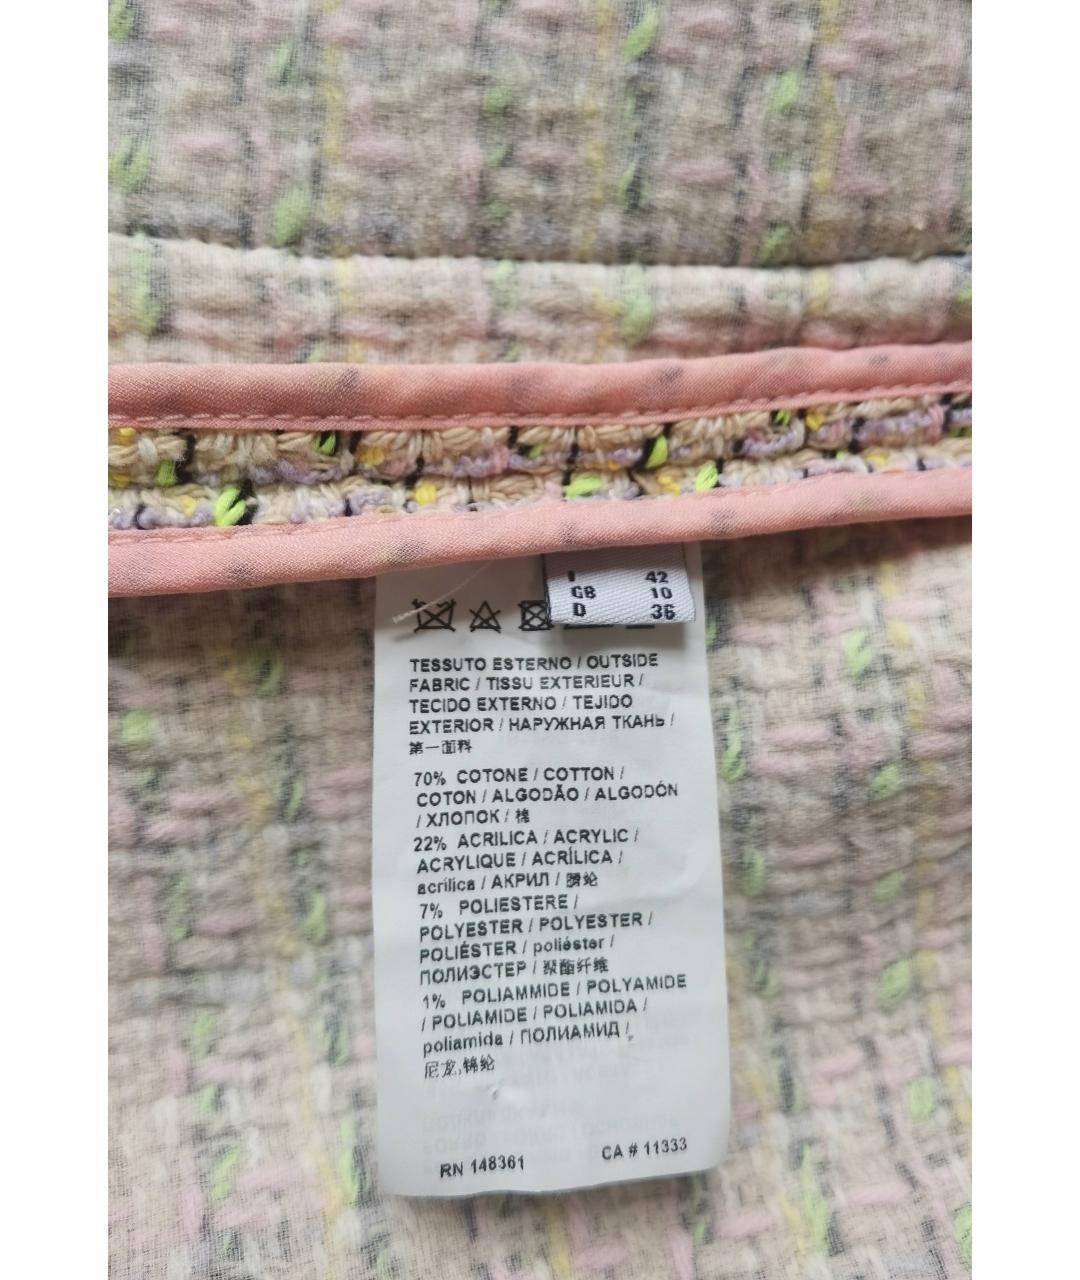 I 42
GB 10
D 36
TESSUTO ESTERNO / OUTSIDE
FABRIC / TISSU EXTERIEUR /
TECIDO EXTERNO / TEJIDO
EXTERIOR / НАРУЖНАЯ ТКАНЬ /
第一面料
70% COTONE / COTTON /
COTON / ALGODÃO / ALGODÓN
/ ХЛОПОК / 棉
22% ACRILICA / ACRYLIC /
ACRYLIQUE / ACRÍLICA /
acrílica / АКРИЛ / 腈纶
7% POLIESTERE /
POLYESTER / POLYESTER /
POLIÉSTER / poliéster /
ПОЛИЭСТЕР / 聚酯纤维
1% POLIAMMIDE / POLYAMIDE
/ POLIAMIDE / POLIAMIDA /
poliamida / ПОЛИАМИД /
尼龙,锦纶
RN 148361 CA # 11333